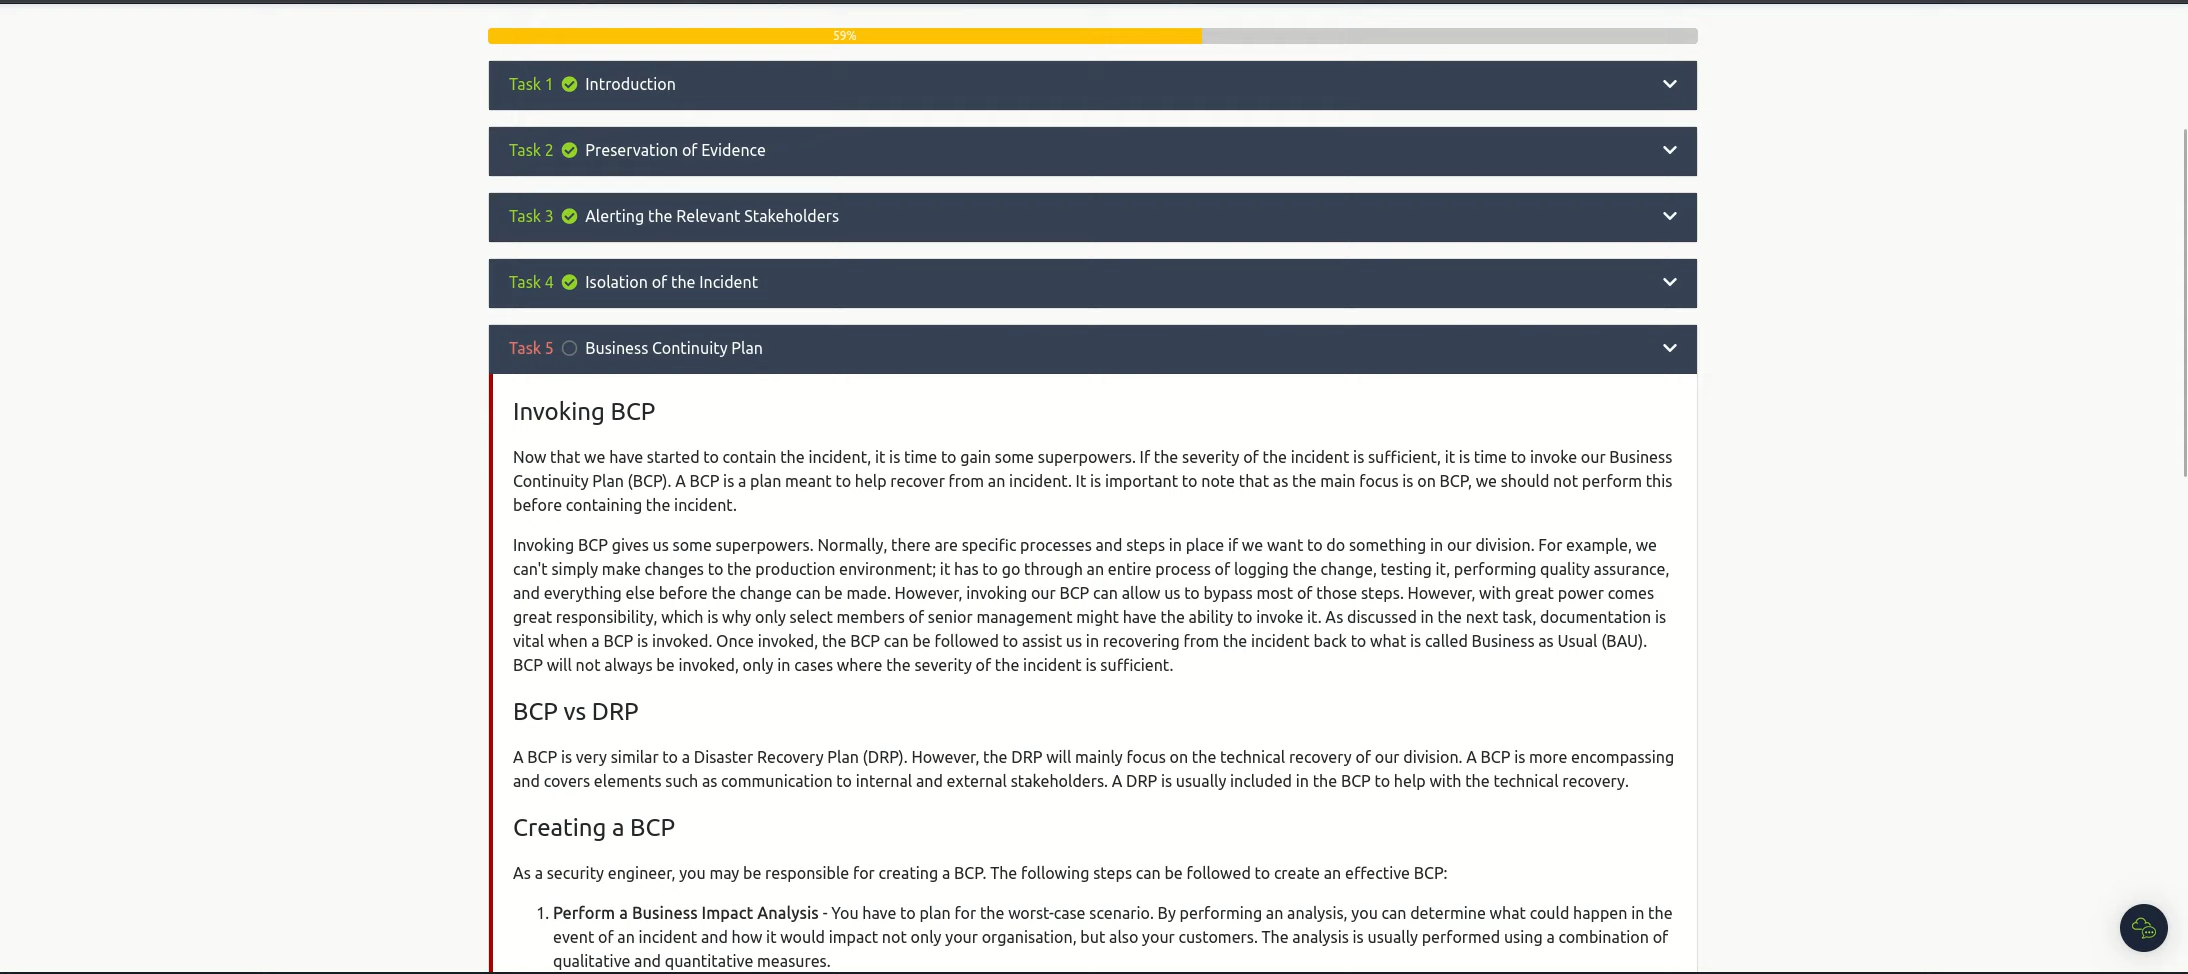 59%
Task 1 Introduction
Task 2 Preservation of Evidence
Task 3 Alerting the Relevant Stakeholders
Task 4 Isolation of the Incident
Task 5 Business Continuity Plan
Invoking BCP
Now that we have started to contain the incident, it is time to gain some superpowers. If the severity of the incident is sufficient, it is time to invoke our Business
Continuity Plan (BCP). A BCP is a plan meant to help recover from an incident. It is important to note that as the main focus is on BCP, we should not perform this
before containing the incident.
Invoking BCP gives us some superpowers. Normally, there are specific processes and steps in place if we want to do something in our division. For example, we
can't simply make changes to the production environment; it has to go through an entire process of logging the change, testing it, performing quality assurance,
and everything else before the change can be made. However, invoking our BCP can allow us to bypass most of those steps. However, with great power comes
great responsibility, which is why only select members of senior management might have the ability to invoke it. As discussed in the next task, documentation is
vital when a BCP is invoked. Once invoked, the BCP can be followed to assist us in recovering from the incident back to what is called Business as Usual (BAU).
BCP will not always be invoked, only in cases where the severity of the incident is sufficient.
BCP vs DRP
A BCP is very similar to a Disaster Recovery Plan (DRP). However, the DRP will mainly focus on the technical recovery of our division. A BCP is more encompassing
and covers elements such as communication to internal and external stakeholders. A DRP is usually included in the BCP to help with the technical recovery.
Creating a BCP
As a security engineer, you may be responsible for creating a BCP. The following steps can be followed to create an effective BCP:
1. Perform a Business Impact Analysis - You have to plan for the worst-case scenario. By performing an analysis, you can determine what could happen in the
event of an incident and how it would impact not only your organisation, but also your customers. The analysis is usually performed using a combination of
qualitative and quantitative measures.